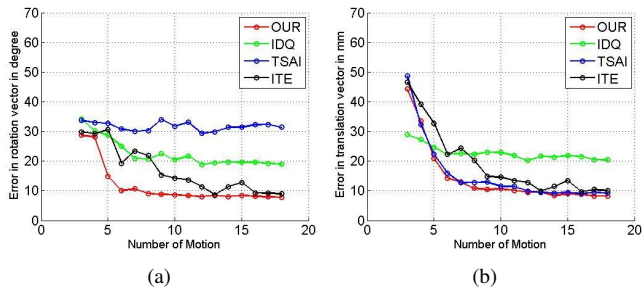 70
60
50
40
30
20
10
0
0 5 10 15 20
Error in rotation vector in degree
Number of Motion
OUR
IDQ
TSAI
ITE
(a)
70
60
50
40
30
20
10
0
0 5 10 15 20
Error in translation vector in mm
Number of Motion
OUR
IDQ
TSAI
ITE
(b)